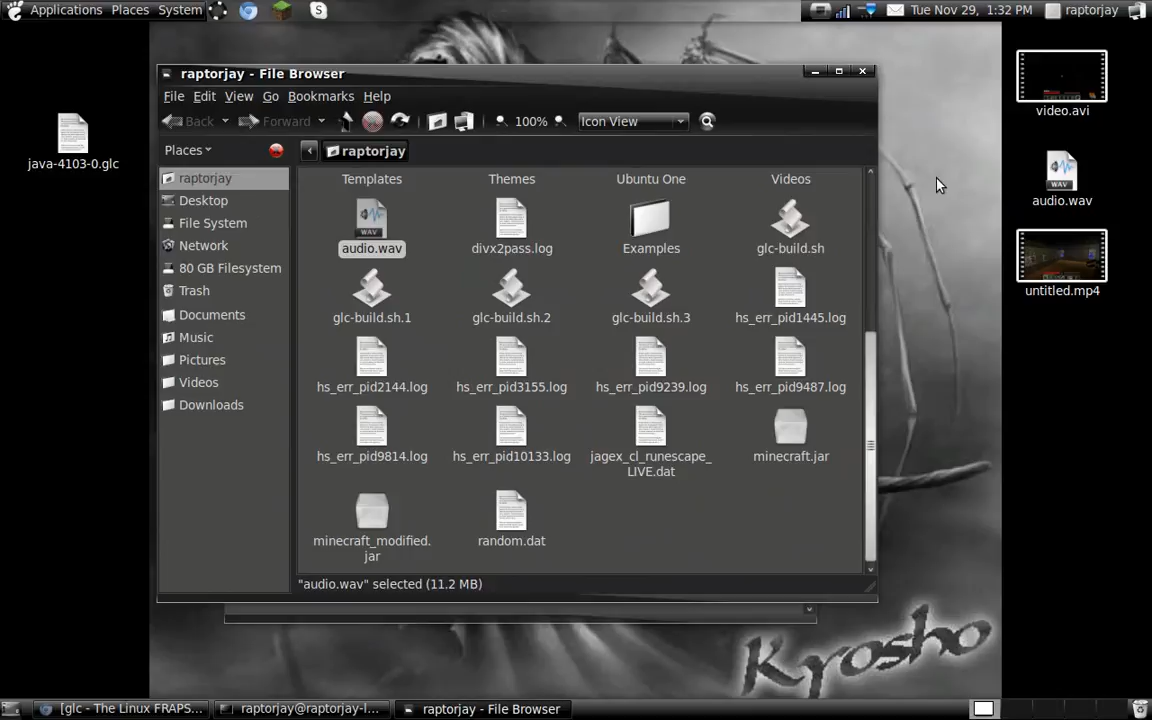 Applications Places System
Tue Nov 29, 1:32 PM raptorjay
raptorjay - File Browser
File Edit View Go Bookmarks Help
Back Forward 100% Icon View
Places raptorjay
raptorjay
Desktop
File System
Network
80 GB Filesystem
Trash
Documents
Music
Pictures
Videos
Downloads
Templates Themes Ubuntu One Videos
WAV
audio.wav divx2pass.log Examples glc-build.sh
glc-build.sh.1 glc-build.sh.2 glc-build.sh.3 hs_err_pid1445.log
hs_err_pid2144.log hs_err_pid3155.log hs_err_pid9239.log hs_err_pid9487.log
hs_err_pid9814.log hs_err_pid10133.log jagex_cl_runescape_ minecraft.jar
LIVE.dat
minecraft_modified. random.dat
jar
"audio.wav" selected (11.2 MB)
java-4103-0.glc
video.avi
WAV
audio.wav
untitled.mp4
Kyosho
[glc - The Linux FRAPS... raptorjay@raptorjay-l... raptorjay - File Browser